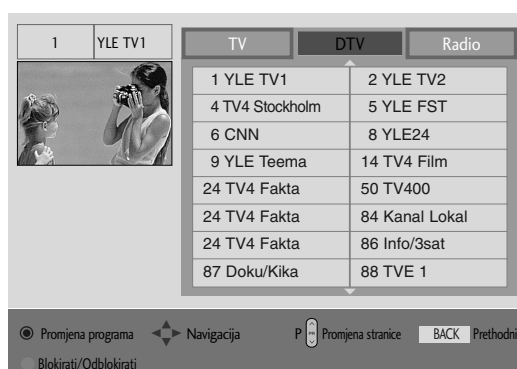 1 YLE TV1
TV DTV Radio
1 YLE TV1 2 YLE TV2
4 TV4 Stockholm 5 YLE FST
6 CNN 8 YLE24
9 YLE Teema 14 TV4 Film
24 TV4 Fakta 50 TV400
24 TV4 Fakta 84 Kanal Lokal
24 TV4 Fakta 86 Info/3sat
87 Doku/Kika 88 TVE 1
Promjena programa Navigacija P Promjena stranice BACK Prethodni
Blokirati/Odblokirati